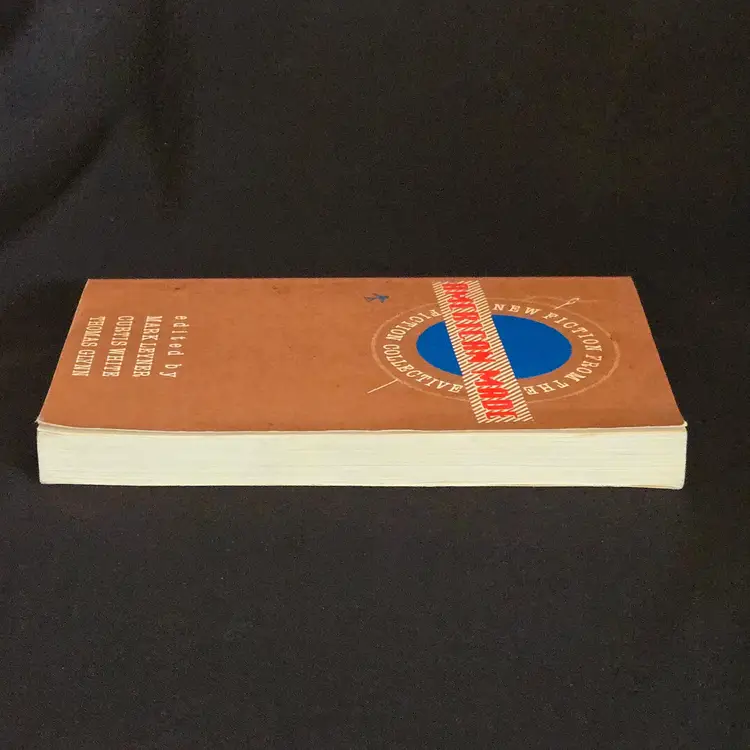 AMERICAN MADE
NEW FICTION FROM THE FICTION COLLECTIVE
edited by
MARK LEYNER
CURTIS WHITE
THOMAS GLYNN